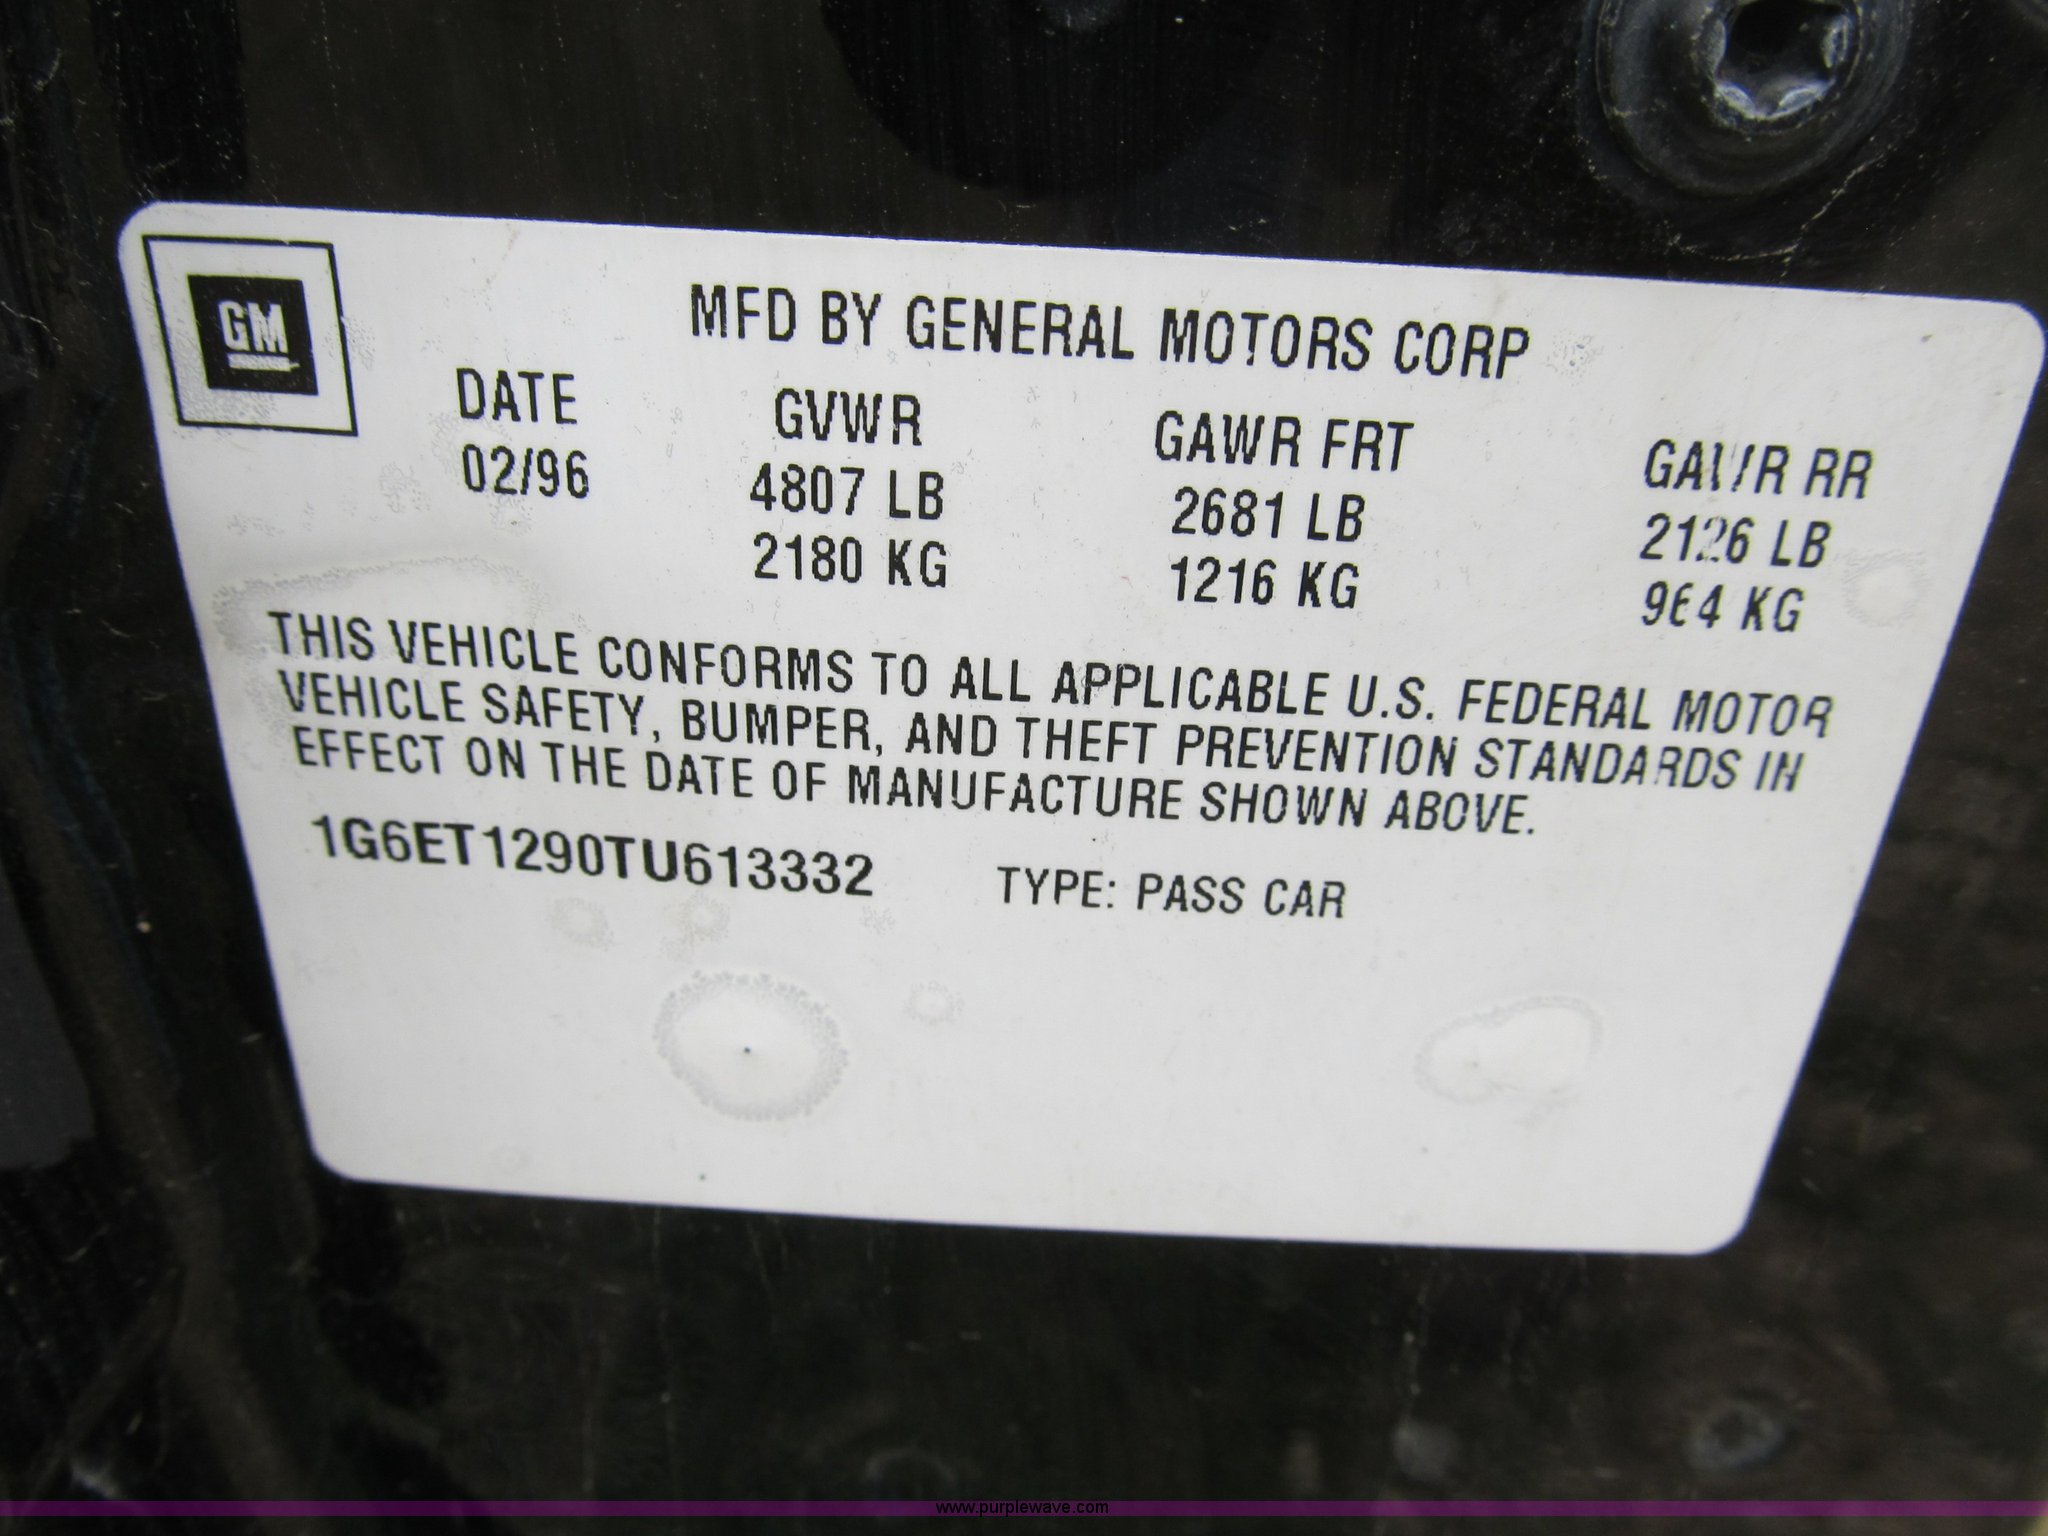 GM
MFD BY GENERAL MOTORS CORP
DATE GVWR GAWR FRT GAWR RR
02/96 4807 LB 2681 LB 2126 LB
2180 KG 1216 KG 964 KG
THIS VEHICLE CONFORMS TO ALL APPLICABLE U.S. FEDERAL MOTOR
VEHICLE SAFETY, BUMPER, AND THEFT PREVENTION STANDARDS IN
EFFECT ON THE DATE OF MANUFACTURE SHOWN ABOVE.
1G6ET1290TU613332 TYPE: PASS CAR
www.purplewave.com